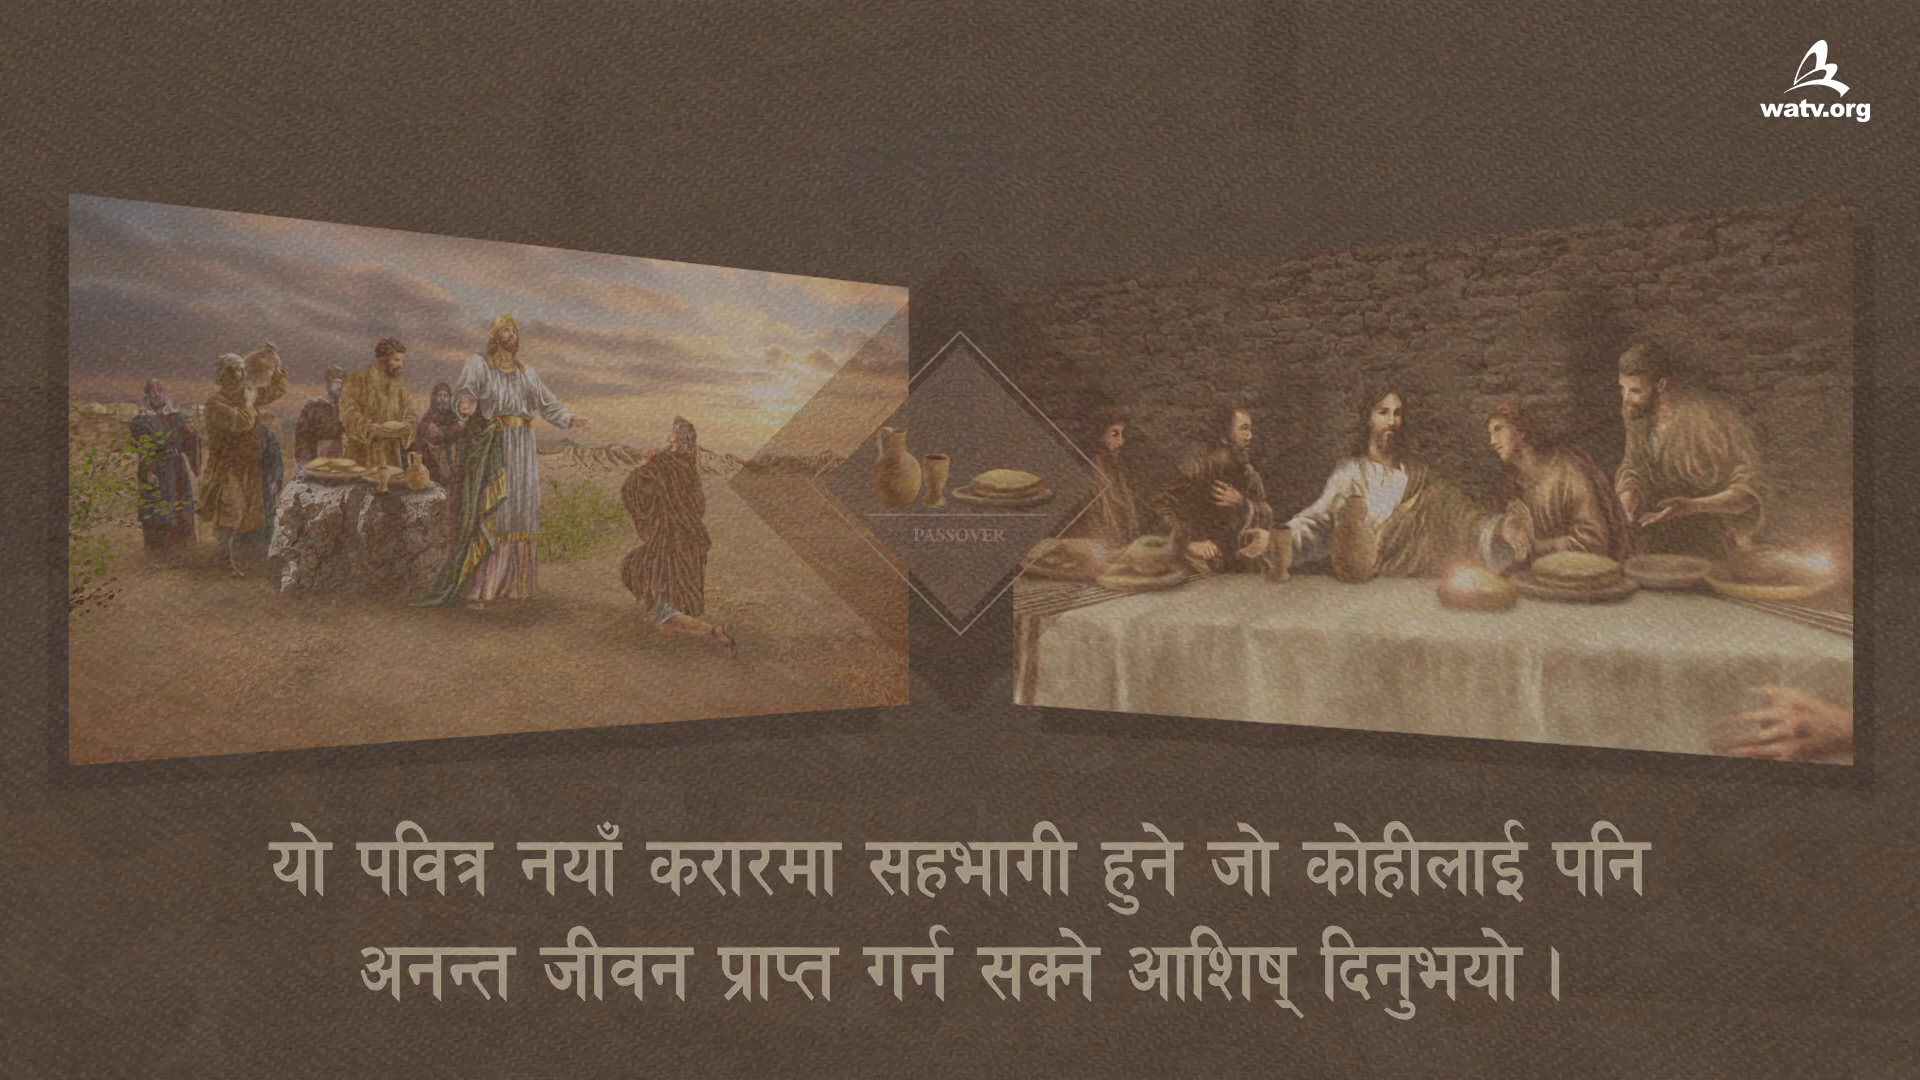 watv.org
PASSOVER
यो पवित्र नयाँ करारमा सहभागी हुने जो कोहीलाई पनि
अनन्त जीवन प्राप्त गर्न सक्ने आशिष् दिनुभयो ।